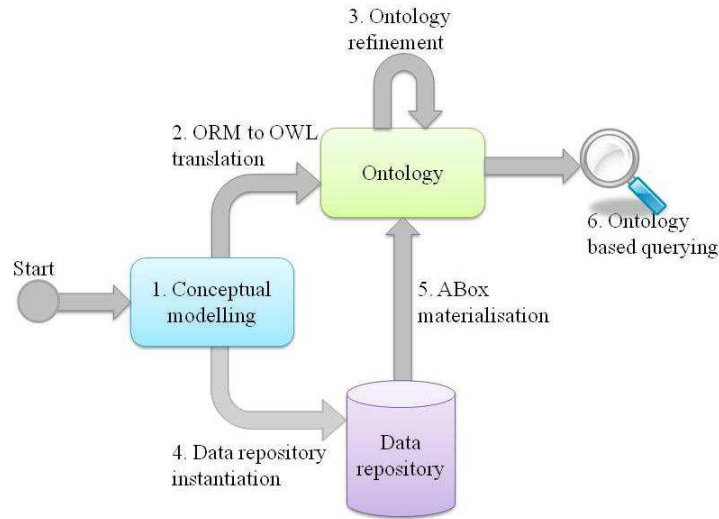 3. Ontology
refinement
2. ORM to OWL
translation
Ontology
6. Ontology
based querying
Start
1. Conceptual
modelling
5. ABox
materialisation
4. Data repository
instantiation
Data
repository